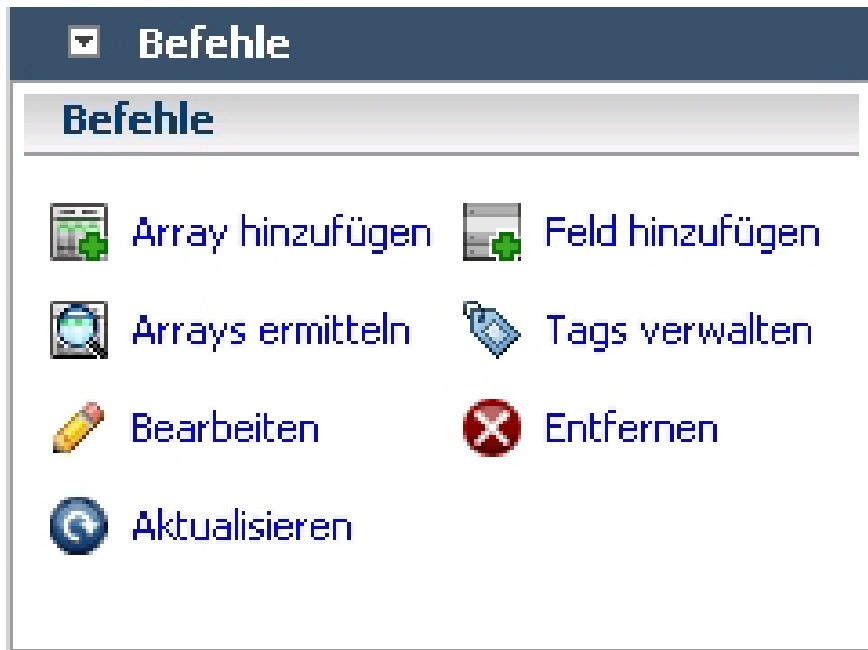 Befehle
Befehle
Array hinzufügen
Feld hinzufügen
Arrays ermitteln
Tags verwalten
Bearbeiten
Entfernen
Aktualisieren